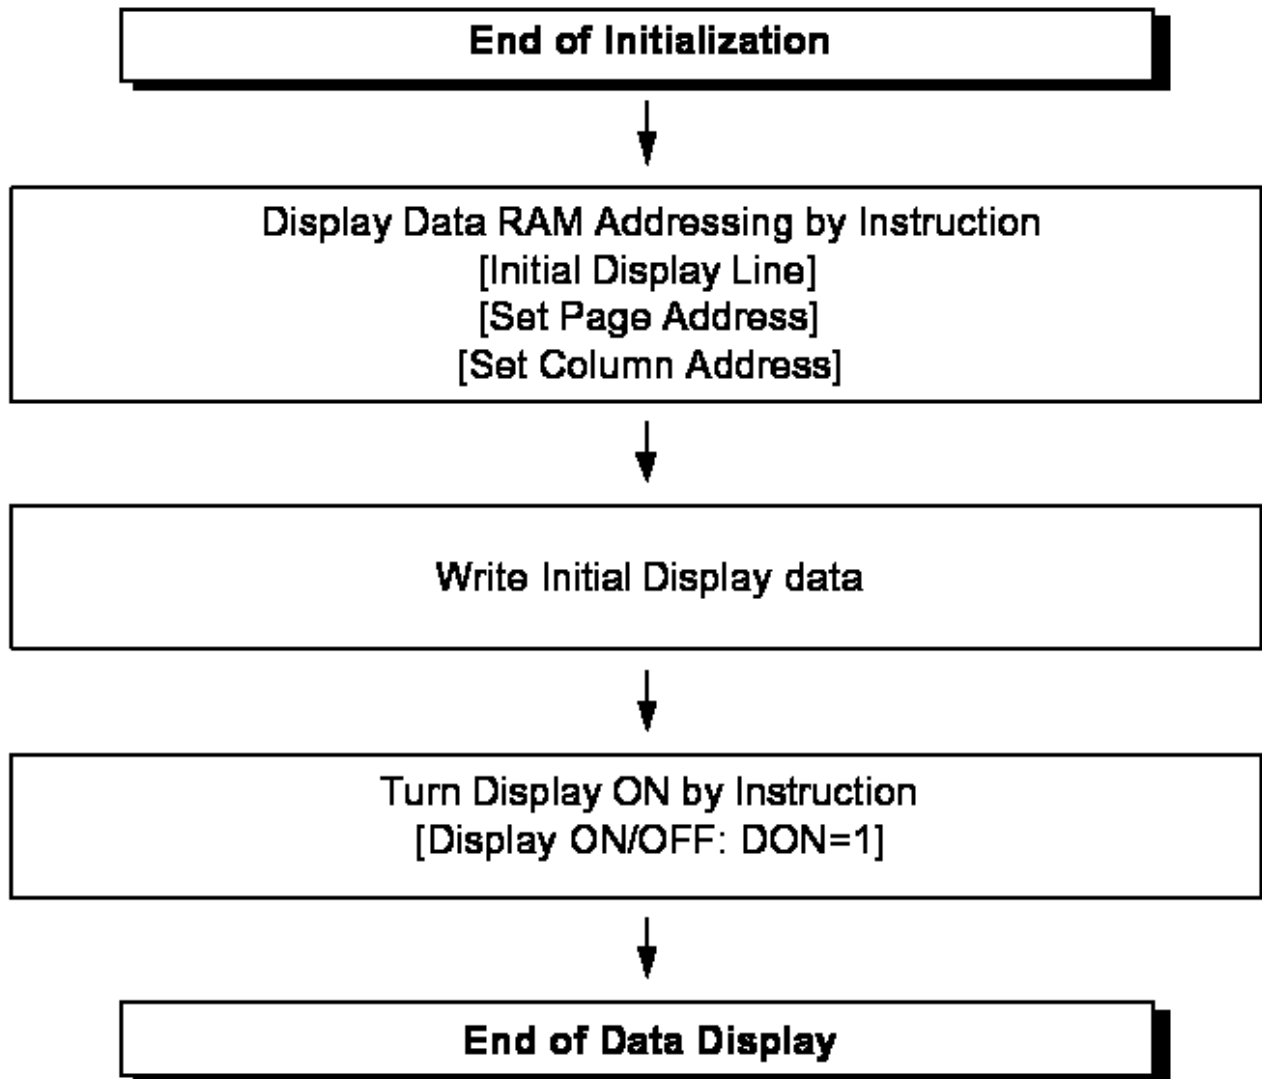 End of Initialization
Display Data RAM Addressing by Instruction
[Initial Display Line]
[Set Page Address]
[Set Column Address]
Write Initial Display data
Turn Display ON by Instruction
[Display ON/OFF: DON=1]
End of Data Display